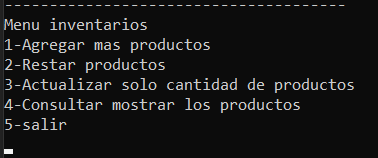 --------------------------------------
Menu inventarios
1-Agregar mas productos
2-Restar productos
3-Actualizar solo cantidad de productos
4-Consultar mostrar los productos
5-salir